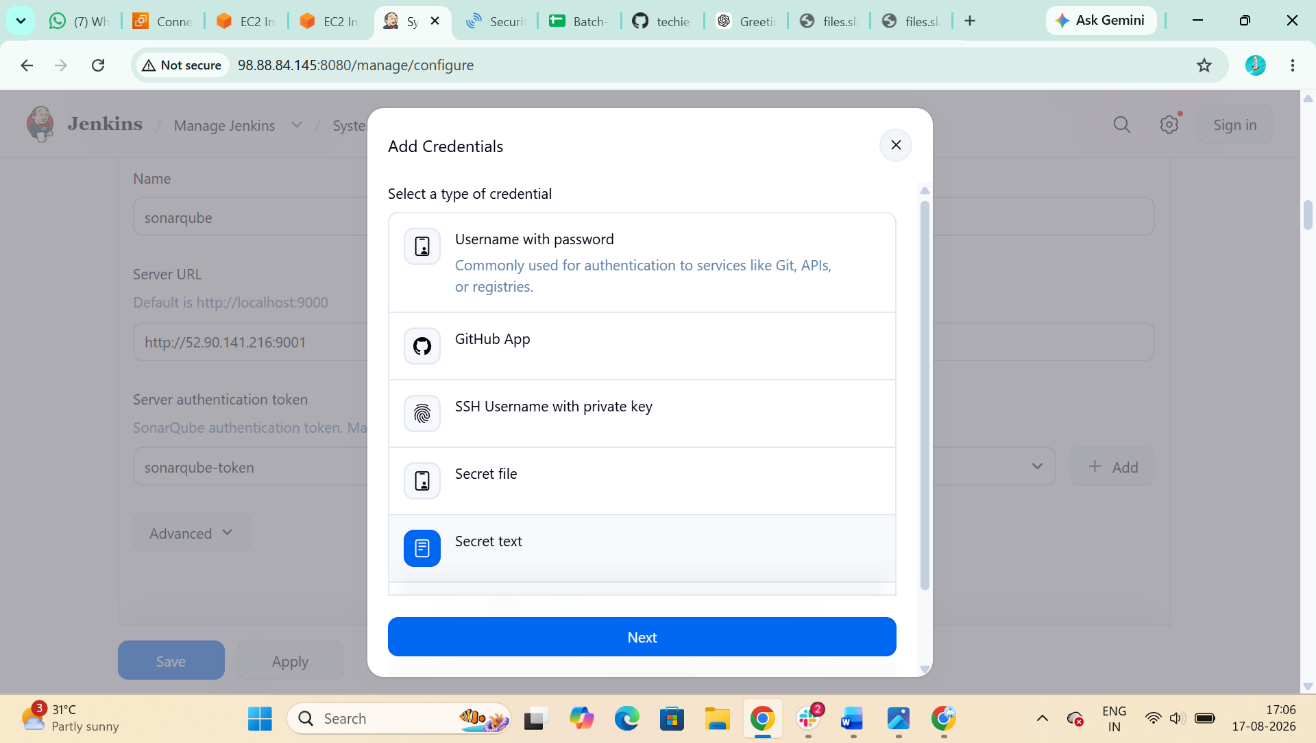 (7) Wh
Conne
EC2 In
EC2 In
Sy
Securit
Batch-
techie-
Greetin
files.sl
files.sl
Ask Gemini
Not secure
98.88.84.145:8080/manage/configure
Jenkins / Manage Jenkins / Syste
Sign in
Add Credentials
Select a type of credential
Name
sonarqube
Username with password
Commonly used for authentication to services like Git, APIs,
or registries.
Server URL
Default is http://localhost:9000
http://52.90.141.216:9001
GitHub App
Server authentication token
SonarQube authentication token. Ma
SSH Username with private key
sonarqube-token
Add
Secret file
Advanced
Secret text
Next
Save
Apply
3
31°C
Partly sunny
Search
2
ENG
IN
17:06
17-08-2026